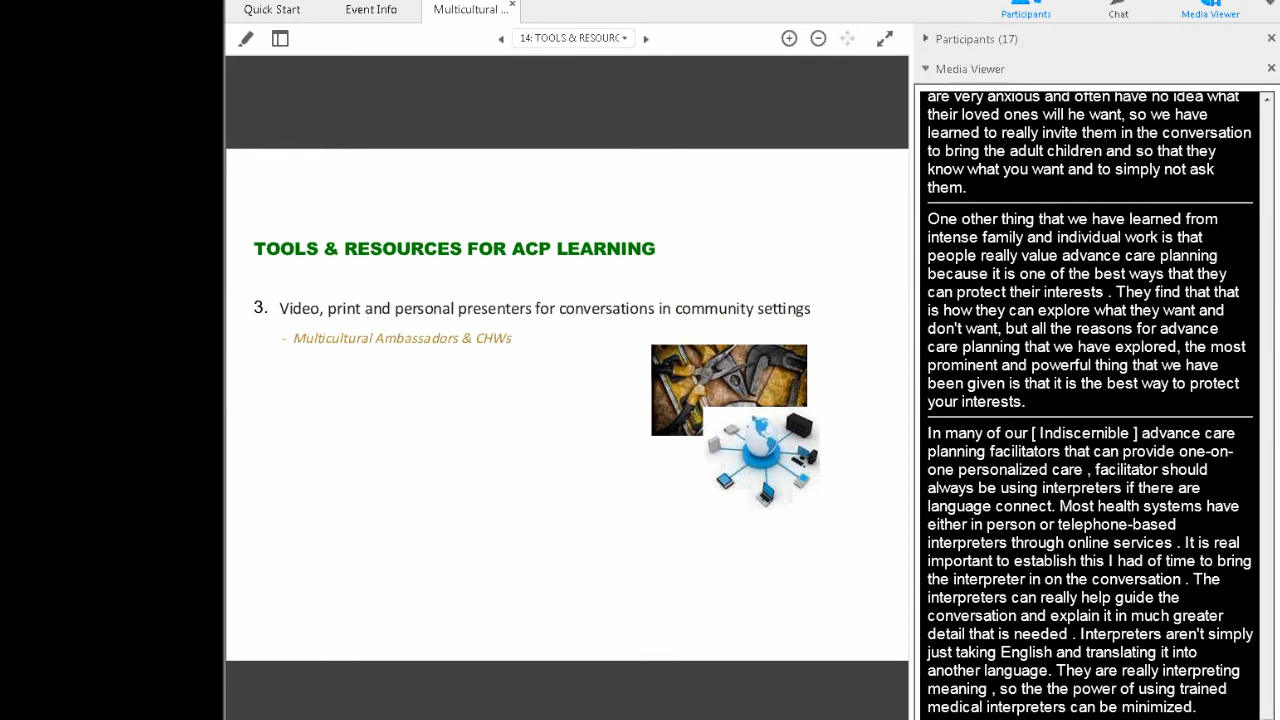 Quick Start
Event Info
Multicultural ...
Participants
Chat
Media Viewer
14: TOOLS & RESOURC
Participants (17)
Media Viewer
TOOLS & RESOURCES FOR ACP LEARNING
3. Video, print and personal presenters for conversations in community settings
- Multicultural Ambassadors & CHWs
are very anxious and often have no idea what
their loved ones will he want, so we have
learned to really invite them in the conversation
to bring the adult children and so that they
know what you want and to simply not ask
them.
One other thing that we have learned from
intense family and individual work is that
people really value advance care planning
because it is one of the best ways that they
can protect their interests . They find that that
is how they can explore what they want and
don't want, but all the reasons for advance
care planning that we have explored, the most
prominent and powerful thing that we have
been given is that it is the best way to protect
your interests.
In many of our [ Indiscernible ] advance care
planning facilitators that can provide one-on-
one personalized care , facilitator should
always be using interpreters if there are
language connect. Most health systems have
either in person or telephone-based
interpreters through online services . It is real
important to establish this I had of time to bring
the interpreter in on the conversation . The
interpreters can really help guide the
conversation and explain it in much greater
detail that is needed . Interpreters aren't simply
just taking English and translating it into
another language. They are really interpreting
meaning , so the the power of using trained
medical interpreters can be minimized.